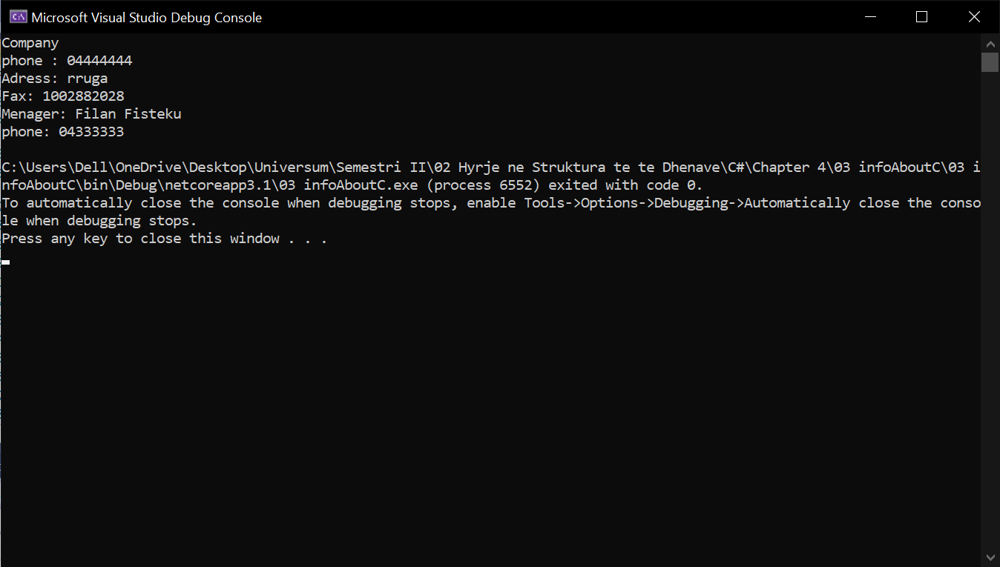 Microsoft Visual Studio Debug Console
Company
phone : 04444444
Adress: rruga
Fax: 1002882028
Menager: Filan Fisteku
phone: 04333333
C:\Users\Dell\OneDrive\Desktop\Universum\Semestri II\02 Hyrje ne Struktura te te Dhenave\C#\Chapter 4\03 infoAboutC\03 i
nfoAboutC\bin\Debug\netcoreapp3.1\03 infoAboutC.exe (process 6552) exited with code 0.
To automatically close the console when debugging stops, enable Tools->Options->Debugging->Automatically close the conso
le when debugging stops.
Press any key to close this window . . .